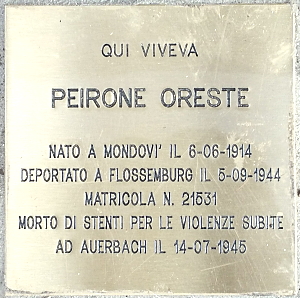 QUI VIVEVA
PEIRONE ORESTE
NATO A MONDOVI' IL 6-06-1914
DEPORTATO A FLOSSEMBURG IL 5-09-1944
MATRICOLA N. 21531
MORTO DI STENTI PER LE VIOLENZE SUBITE
AD AUERBACH IL 14-07-1945